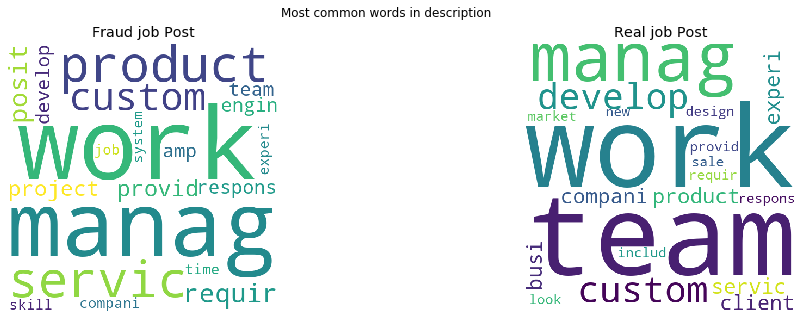 Most common words in description
Fraud job Post
posit
develop
product
custom
team
engin
work
job
system
amp
experi
project
provid
respons
manag
servic
time
requir
skill
compani
Real job Post
manag
develop
experi
market
new
design
work
provid
sale
requir
compani
product
respons
team
busi
includ
look
custom
servic
client